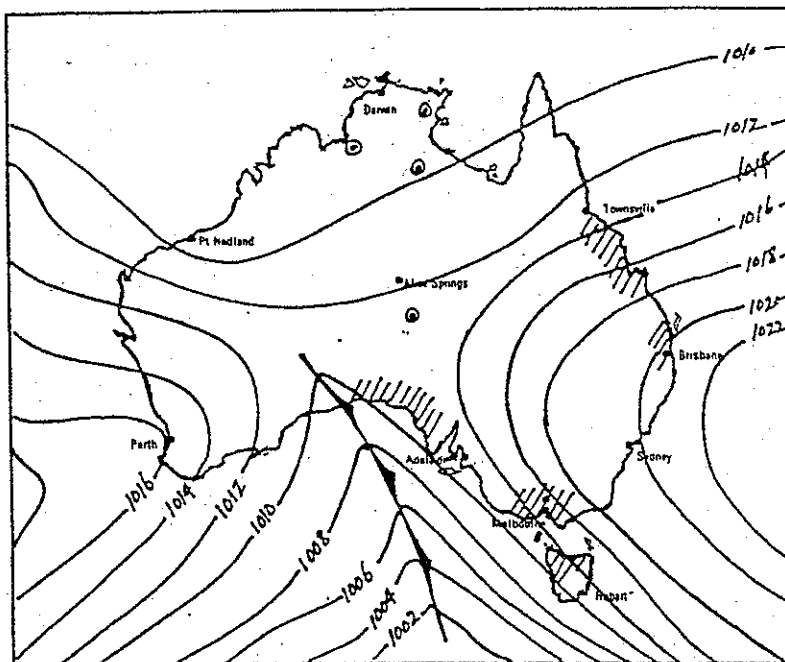 1010
Darwin
1012
1014
Townsville
1016
Pt Hedland
1018
Alice Springs
1020
1022
Brisbane
Perth
Adelaide
Sydney
1016
1014
1012
1010
Melbourne
1008
1006
Hobart
1004
1002